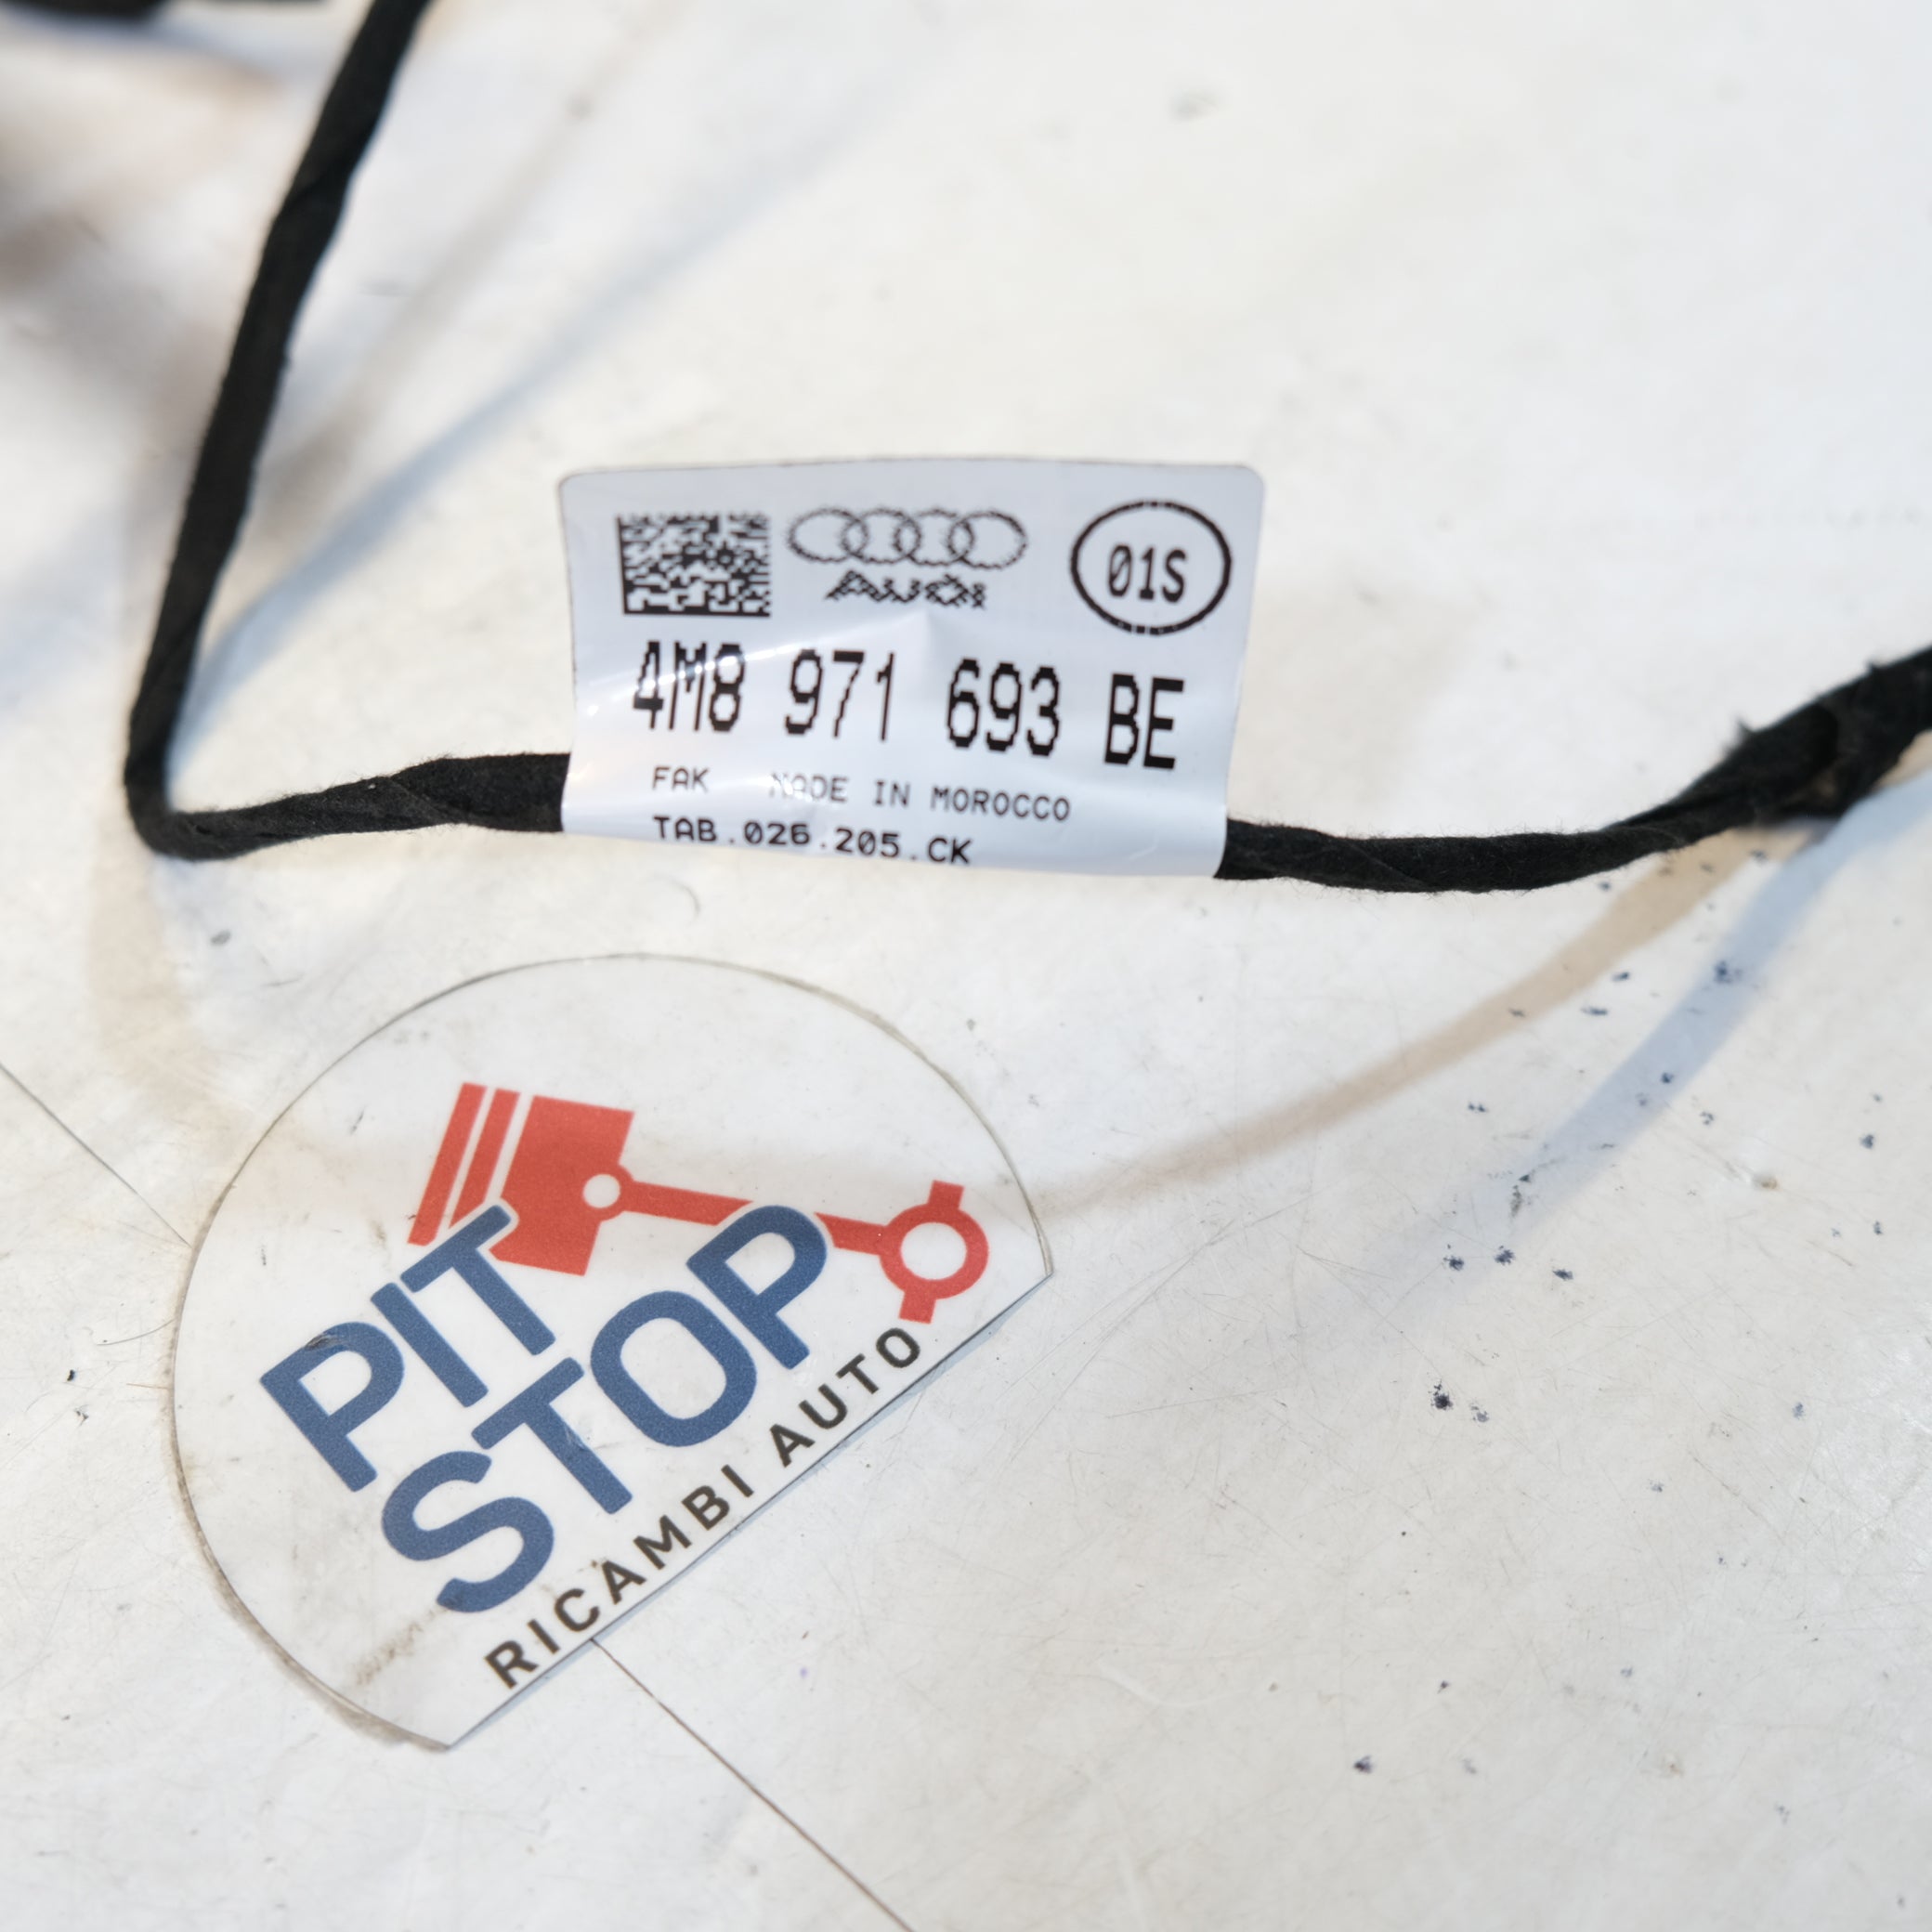 AUDI
01S
4M8 971 693 BE
FAK MADE IN MOROCCO
TAB.026.205.CK
PIT
STOP
RICAMBI AUTO